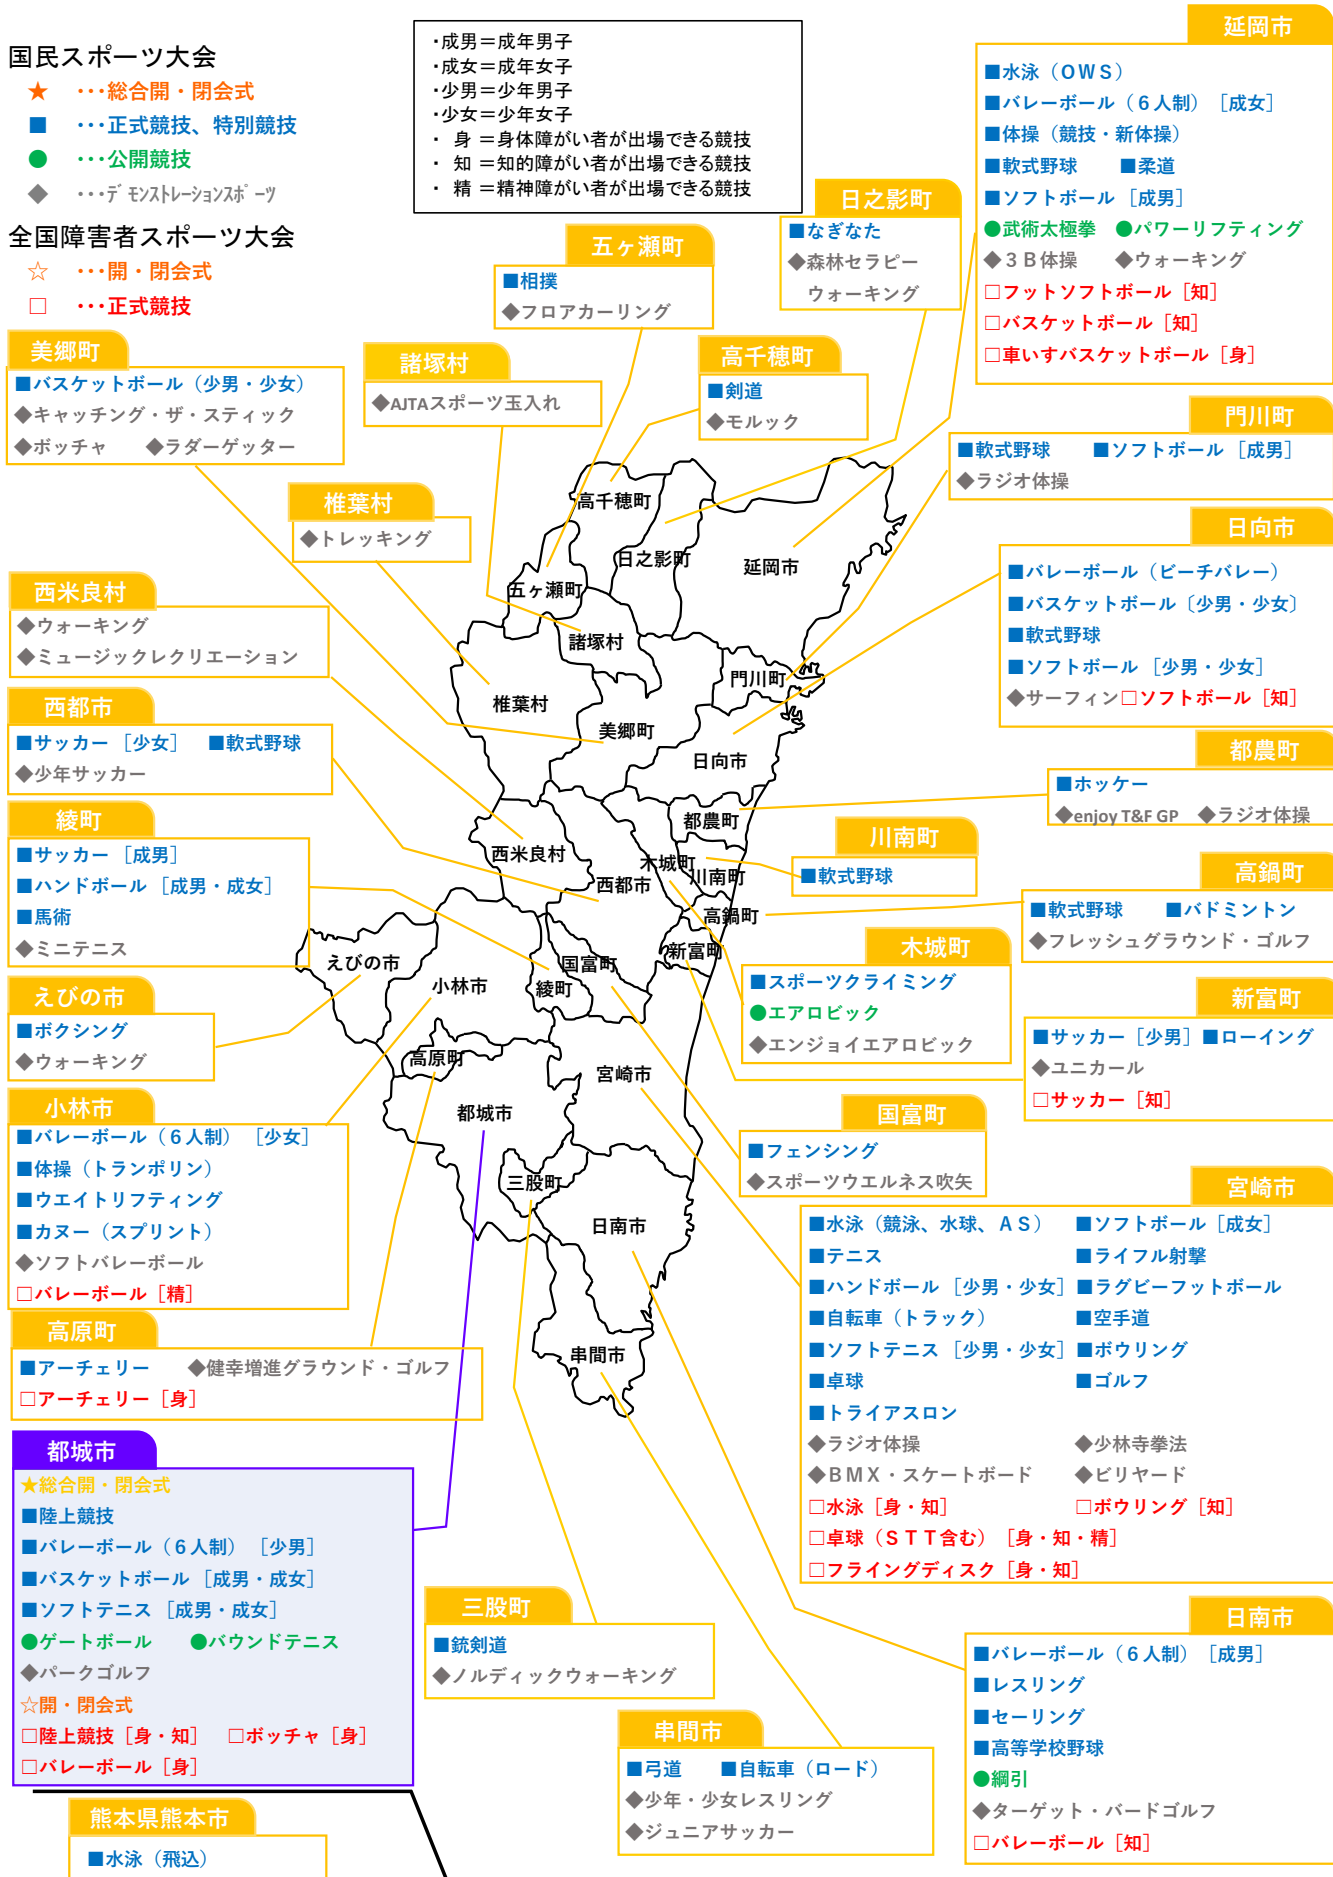 国民スポーツ大会
★ ・・・総合開・閉会式
■ ・・・正式競技、特別競技
● ・・・公開競技
◆ ・・・デモンストレーションスポーツ
全国障害者スポーツ大会
☆ ・・・開・閉会式
□ ・・・正式競技
・成男＝成年男子
・成女＝成年女子
・少男＝少年男子
・少女＝少年女子
・ 身 ＝身体障がい者が出場できる競技
・ 知 ＝知的障がい者が出場できる競技
・ 精 ＝精神障がい者が出場できる競技
延岡市
■水泳（ＯＷＳ）
■バレーボール（６人制）［成女］
■体操（競技・新体操）
■軟式野球 ■柔道
■ソフトボール［成男］
●武術太極拳 ●パワーリフティング
◆３Ｂ体操 ◆ウォーキング
□フットソフトボール［知］
□バスケットボール［知］
□車いすバスケットボール［身］
日之影町
■なぎなた
◆森林セラピー
ウォーキング
五ヶ瀬町
■相撲
◆フロアカーリング
美郷町
■バスケットボール（少男・少女）
◆キャッチング・ザ・スティック
◆ボッチャ ◆ラダーゲッター
諸塚村
◆AJTAスポーツ玉入れ
高千穂町
■剣道
◆モルック
門川町
■軟式野球 ■ソフトボール［成男］
◆ラジオ体操
椎葉村
◆トレッキング
日向市
■バレーボール（ビーチバレー）
■バスケットボール〔少男・少女〕
■軟式野球
■ソフトボール［少男・少女］
◆サーフィン□ソフトボール［知］
西米良村
◆ウォーキング
◆ミュージックレクリエーション
西都市
■サッカー［少女］ ■軟式野球
◆少年サッカー
都農町
■ホッケー
◆enjoy T&F GP ◆ラジオ体操
綾町
■サッカー［成男］
■ハンドボール［成男・成女］
■馬術
◆ミニテニス
川南町
■軟式野球
高鍋町
■軟式野球 ■バドミントン
◆フレッシュグラウンド・ゴルフ
木城町
■スポーツクライミング
●エアロビック
◆エンジョイエアロビック
えびの市
■ボクシング
◆ウォーキング
新富町
■サッカー［少男］■ローイング
◆ユニカール
□サッカー［知］
小林市
■バレーボール（６人制）［少女］
■体操（トランポリン）
■ウエイトリフティング
■カヌー（スプリント）
◆ソフトバレーボール
□バレーボール［精］
国富町
■フェンシング
◆スポーツウエルネス吹矢
宮崎市
■水泳（競泳、水球、ＡＳ） ■ソフトボール［成女］
■テニス ■ライフル射撃
■ハンドボール［少男・少女］■ラグビーフットボール
■自転車（トラック） ■空手道
■ソフトテニス［少男・少女］■ボウリング
■卓球 ■ゴルフ
■トライアスロン
◆ラジオ体操 ◆少林寺拳法
◆ＢＭＸ・スケートボード ◆ビリヤード
□水泳［身・知］ □ボウリング［知］
□卓球（ＳＴＴ含む）［身・知・精］
□フライングディスク［身・知］
高原町
■アーチェリー ◆健幸増進グラウンド・ゴルフ
□アーチェリー［身］
都城市
★総合開・閉会式
■陸上競技
■バレーボール（６人制）［少男］
■バスケットボール［成男・成女］
■ソフトテニス［成男・成女］
●ゲートボール ●バウンドテニス
◆パークゴルフ
☆開・閉会式
□陸上競技［身・知］ □ボッチャ［身］
□バレーボール［身］
三股町
■銃剣道
◆ノルディックウォーキング
日南市
■バレーボール（６人制）［成男］
■レスリング
■セーリング
■高等学校野球
●綱引
◆ターゲット・バードゴルフ
□バレーボール［知］
串間市
■弓道 ■自転車（ロード）
◆少年・少女レスリング
◆ジュニアサッカー
熊本県熊本市
■水泳（飛込）
高千穂町
日之影町
延岡市
五ヶ瀬町
諸塚村
門川町
椎葉村
美郷町
日向市
都農町
西米良村
木城町
川南町
西都市
高鍋町
新富町
えびの市
国富町
小林市
綾町
高原町
宮崎市
都城市
三股町
日南市
串間市